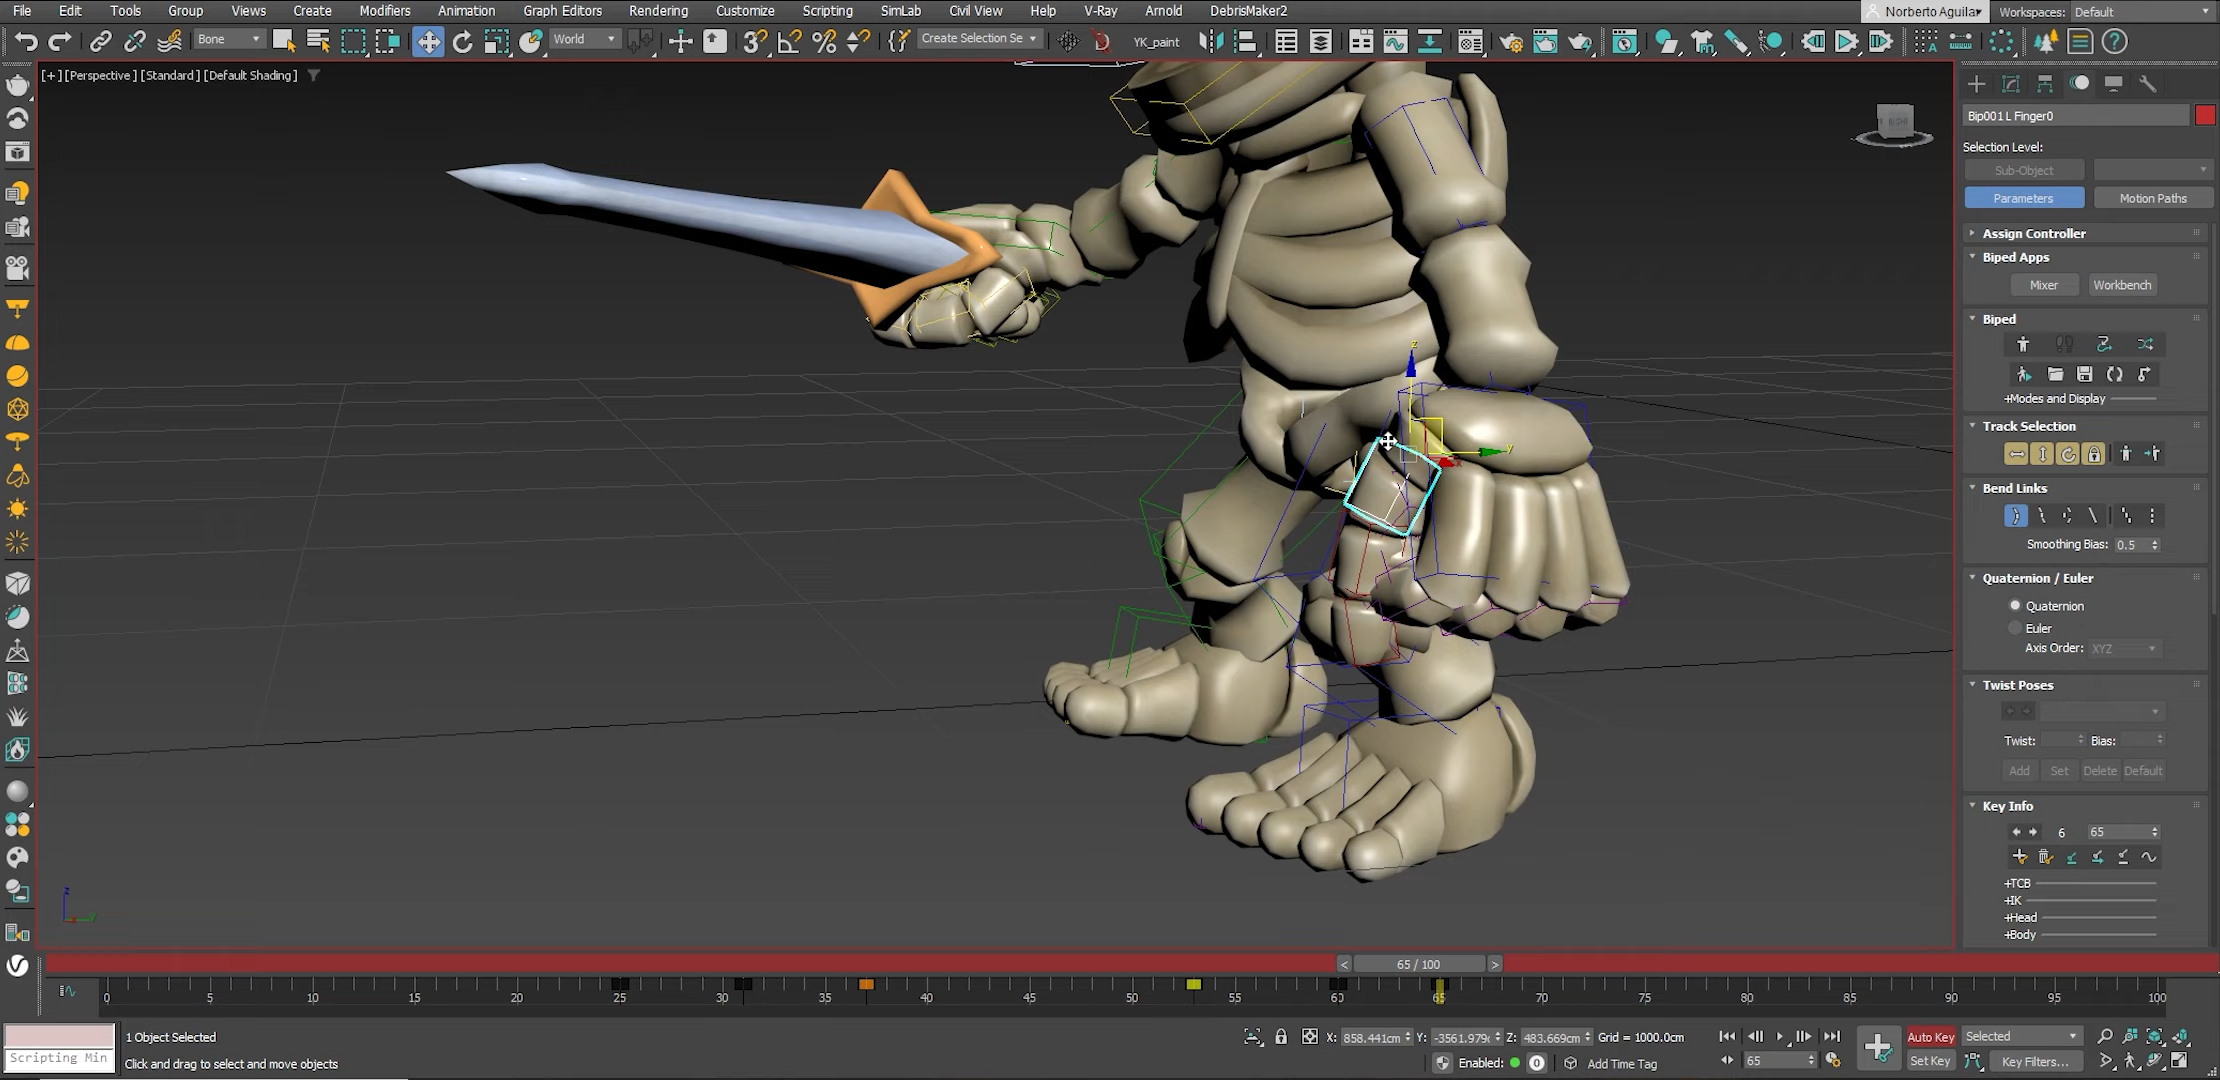 File Edit Tools Group Views Create Modifiers Animation Graph Editors Rendering Customize Scripting SimLab Civil View Help V-Ray Arnold DebrisMaker2 Norberto Aguilar Workspaces: Default
Bone World Create Selection Se YK_paint
[+] [Perspective] [Standard] [Default Shading]
Bip001 L Finger0
Selection Level:
Sub-Object
Parameters Motion Paths
Assign Controller
Biped Apps
Mixer Workbench
Biped
+Modes and Display
Track Selection
Bend Links
Smoothing Bias: 0.5
Quaternion / Euler
Quaternion
Euler
Axis Order: XYZ
Twist Poses
Twist: Bias:
Add Set Delete Default
Key Info
6 65
+TCB
+IK
+Head
+Body
z
y
x
RIGHT
z
< 65 / 100 >
0 5 10 15 20 25 30 35 40 45 50 55 60 65 70 75 80 85 90 95 100
1 Object Selected X: 858.441cm Y: -3561.979c Z: 483.669cm Grid = 1000.0cm Auto Key Selected
Scripting Min Click and drag to select and move objects Enabled: 0 Add Time Tag 65 Set Key Key Filters...